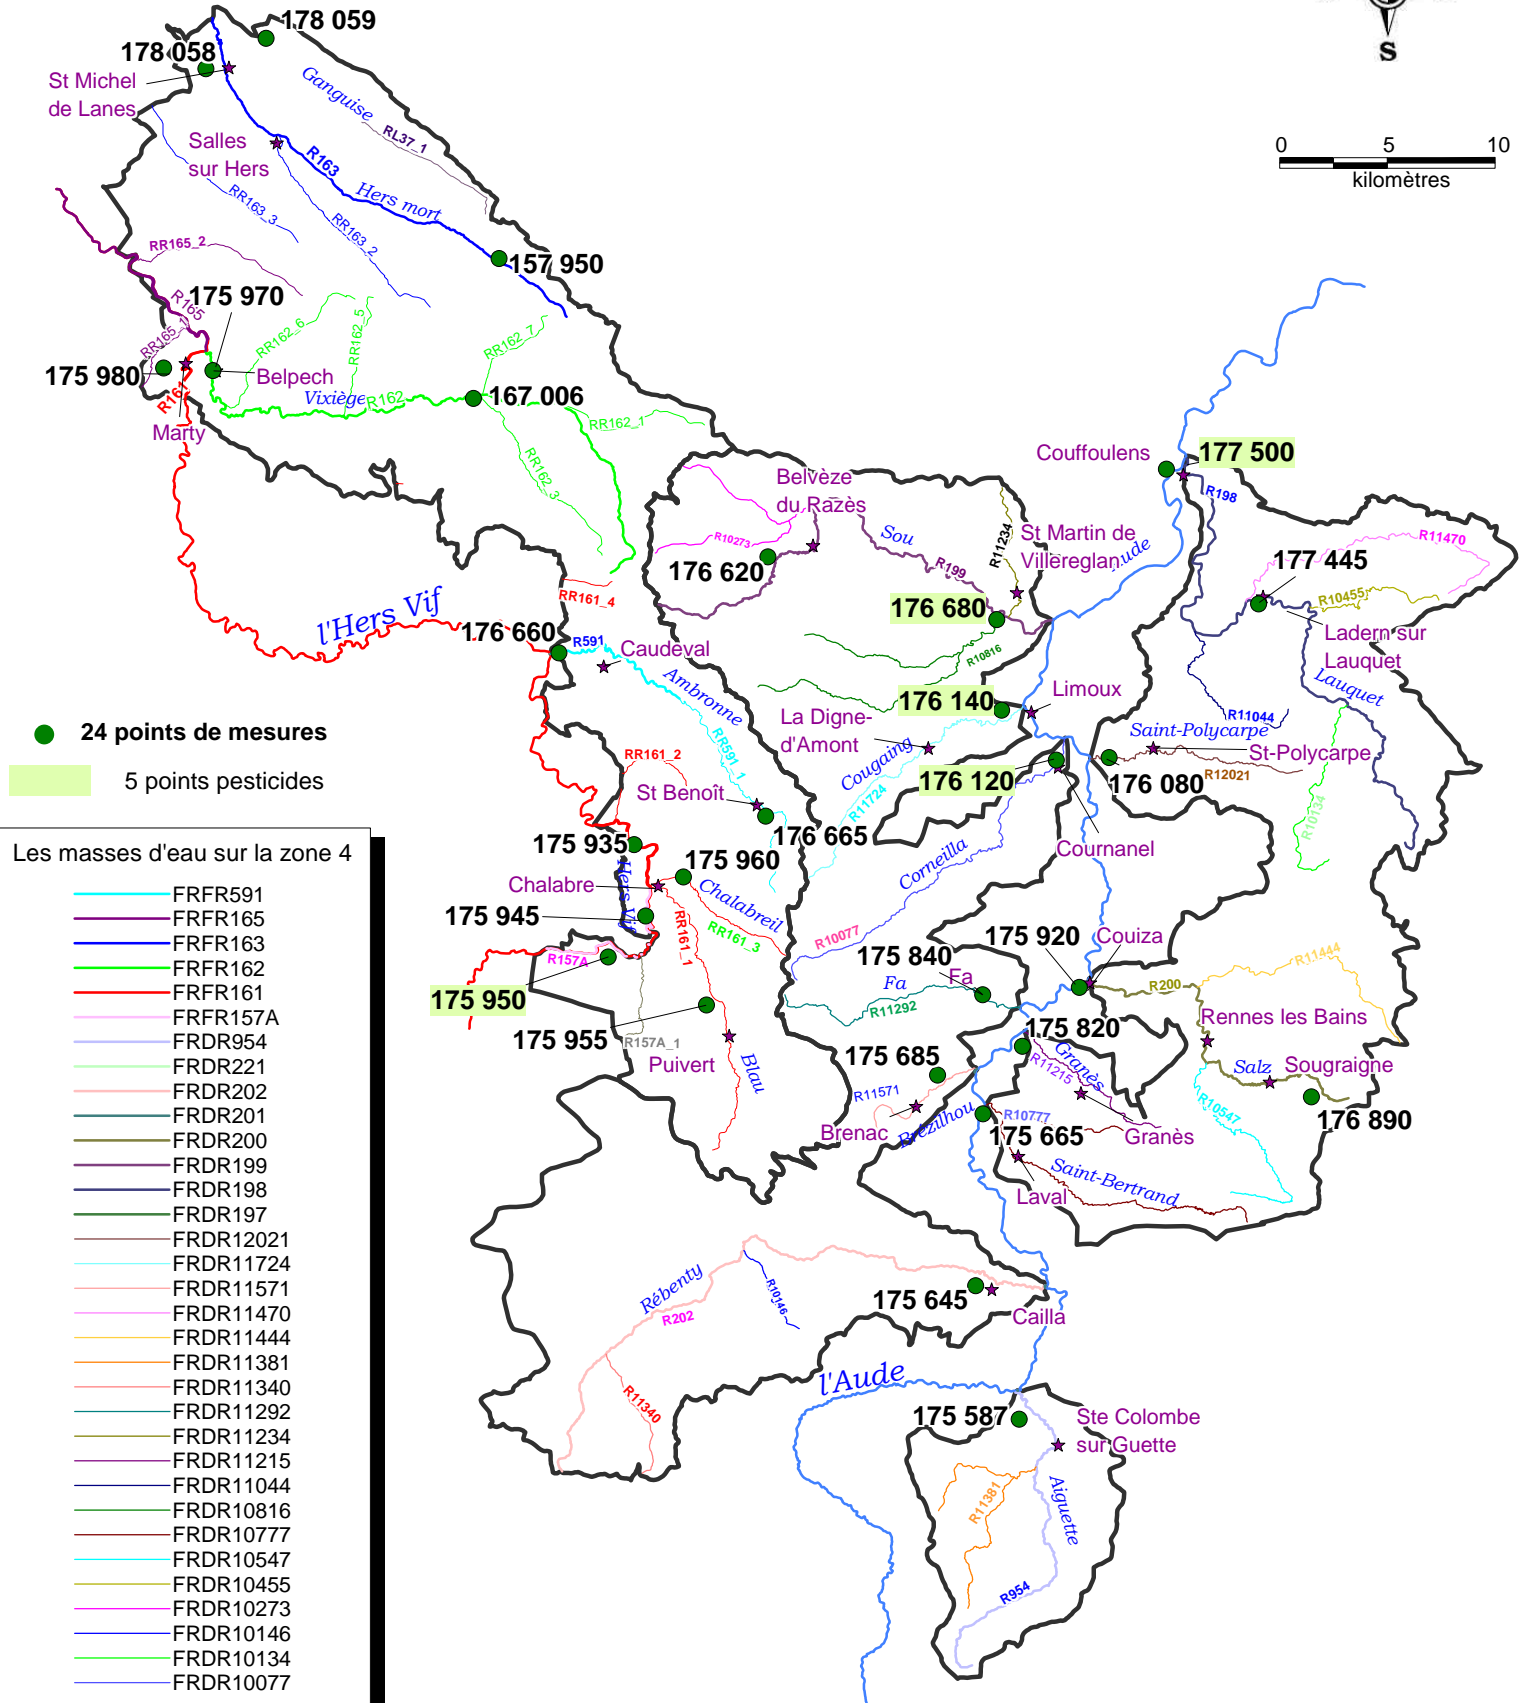 S
0 5 10
kilomètres
178 059
178 058
St Michel
de Lanes
Ganguise
RL37_1
Salles
sur Hers
R163
Hers mort
RR163_3
RR163_2
RR165_2
157 950
R165
175 970
RR165_1
RR162_6
RR162_5
RR162_7
175 980
Belpech
R161
Vixiège
R162
167 006
RR162_1
Marty
RR162_3
Couffoulens
177 500
R198
Belvèze
du Razès
Sou
R11234
St Martin de
Villereglan
R10273
R199
R11470
177 445
176 620
RR161_4
176 680
R10455
l'Hers Vif
176 660
R591
Caudeval
R10816
Ladern sur
Lauquet
Ambronne
Lauquet
176 140
Limoux
La Digne-
d'Amont
R11044
Saint-Polycarpe
St-Polycarpe
24 points de mesures
RR591_1
RR161_2
Cougaing
176 120
176 080
R12021
5 points pesticides
St Benoît
R11724
R10134
176 665
175 935
175 960
Corneilla
Cournanel
Les masses d'eau sur la zone 4
Hers Vif
Chalabre
Chalabreil
175 945
RR161_1
RR161_3
R10077
175 920
Couiza
R11444
R157A
175 840
Fa
Fa
R200
175 950
R11292
175 955
R157A_1
Puivert
Blau
175 820
Rennes les Bains
175 685
Granès
R11215
Salz
Sougraigne
R11571
R10777
R10547
176 890
Brenac
Brézilhou
175 665
Granès
Laval
Saint-Bertrand
Rébenty
R10146
R202
175 645
Cailla
R11340
l'Aude
175 587
Ste Colombe
sur Guette
R11381
Aiguette
R954
FRFR591
FRFR165
FRFR163
FRFR162
FRFR161
FRFR157A
FRDR954
FRDR221
FRDR202
FRDR201
FRDR200
FRDR199
FRDR198
FRDR197
FRDR12021
FRDR11724
FRDR11571
FRDR11470
FRDR11444
FRDR11381
FRDR11340
FRDR11292
FRDR11234
FRDR11215
FRDR11044
FRDR10816
FRDR10777
FRDR10547
FRDR10455
FRDR10273
FRDR10146
FRDR10134
FRDR10077